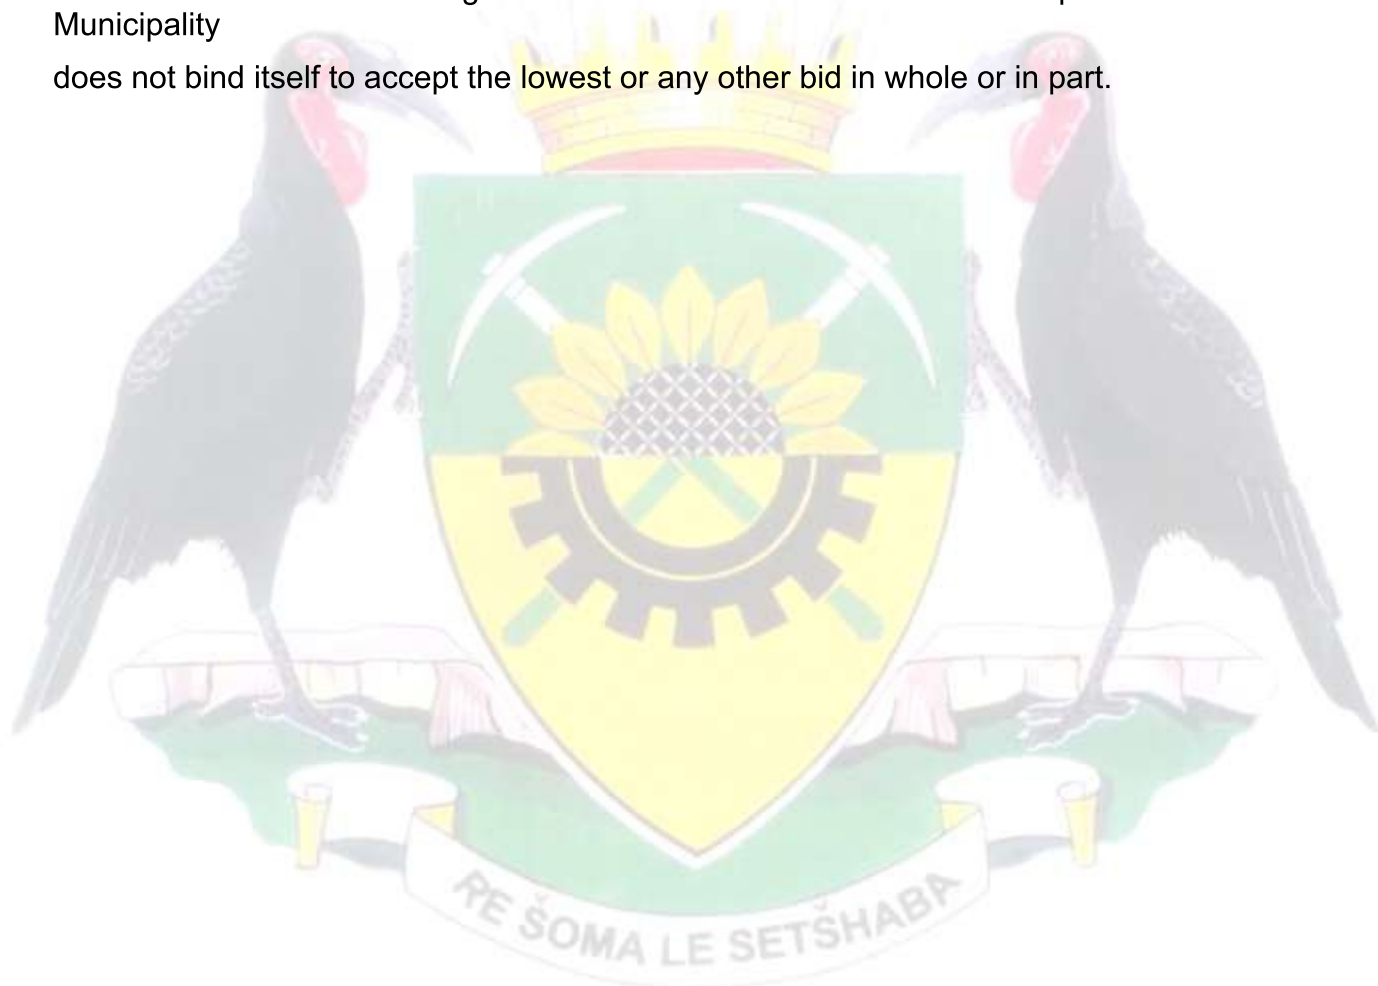 Municipality
does not bind itself to accept the lowest or any other bid in whole or in part.
RE ŠOMA LE SETŠHABA